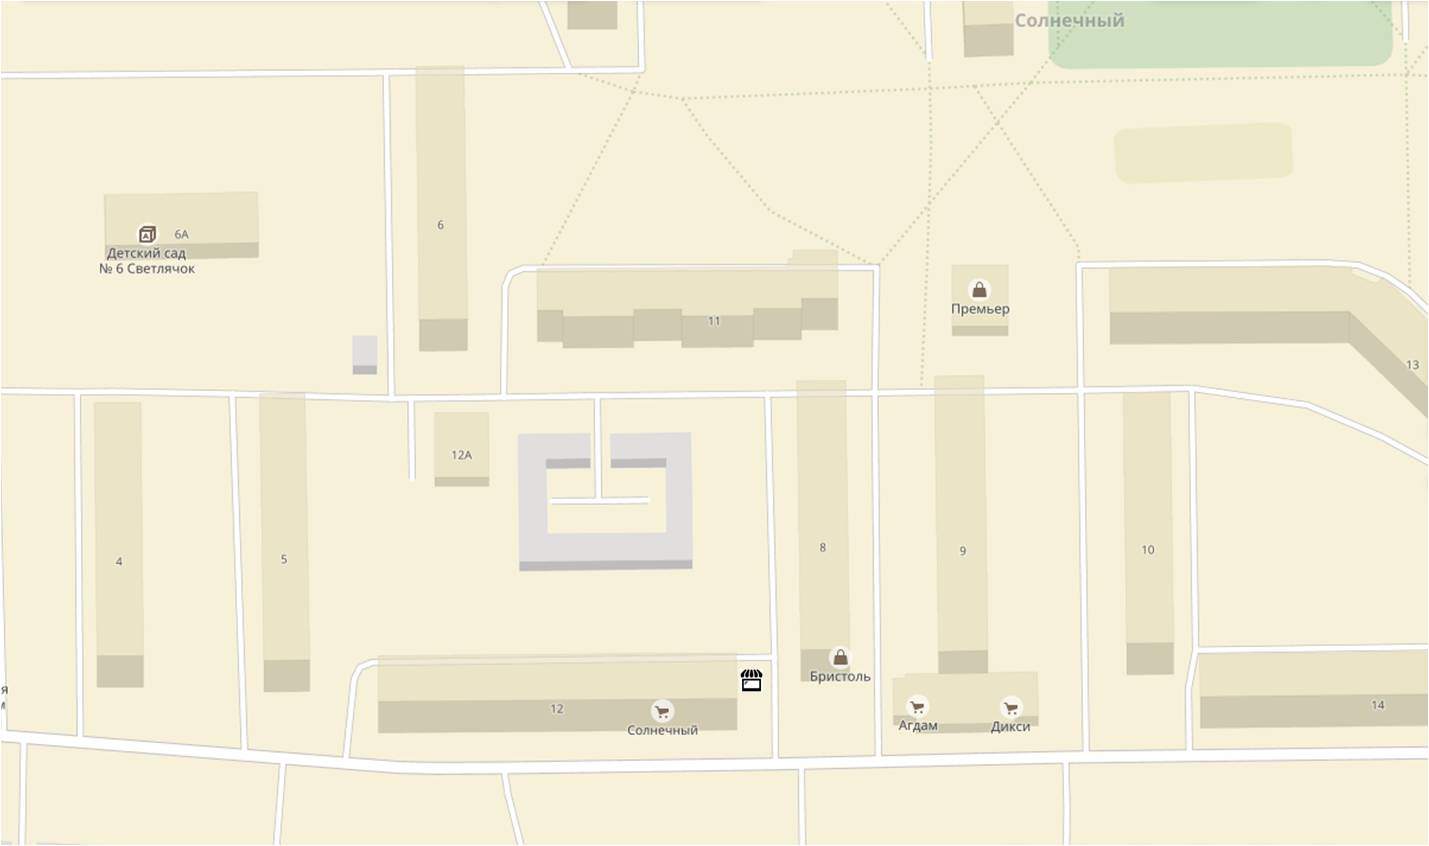 Солнечный
6
6А
Детский сад
№ 6 Светлячок
Премьер
11
13
12А
4
5
8
9
10
Бристоль
я
м
12
Солнечный
Агдам
Дикси
14